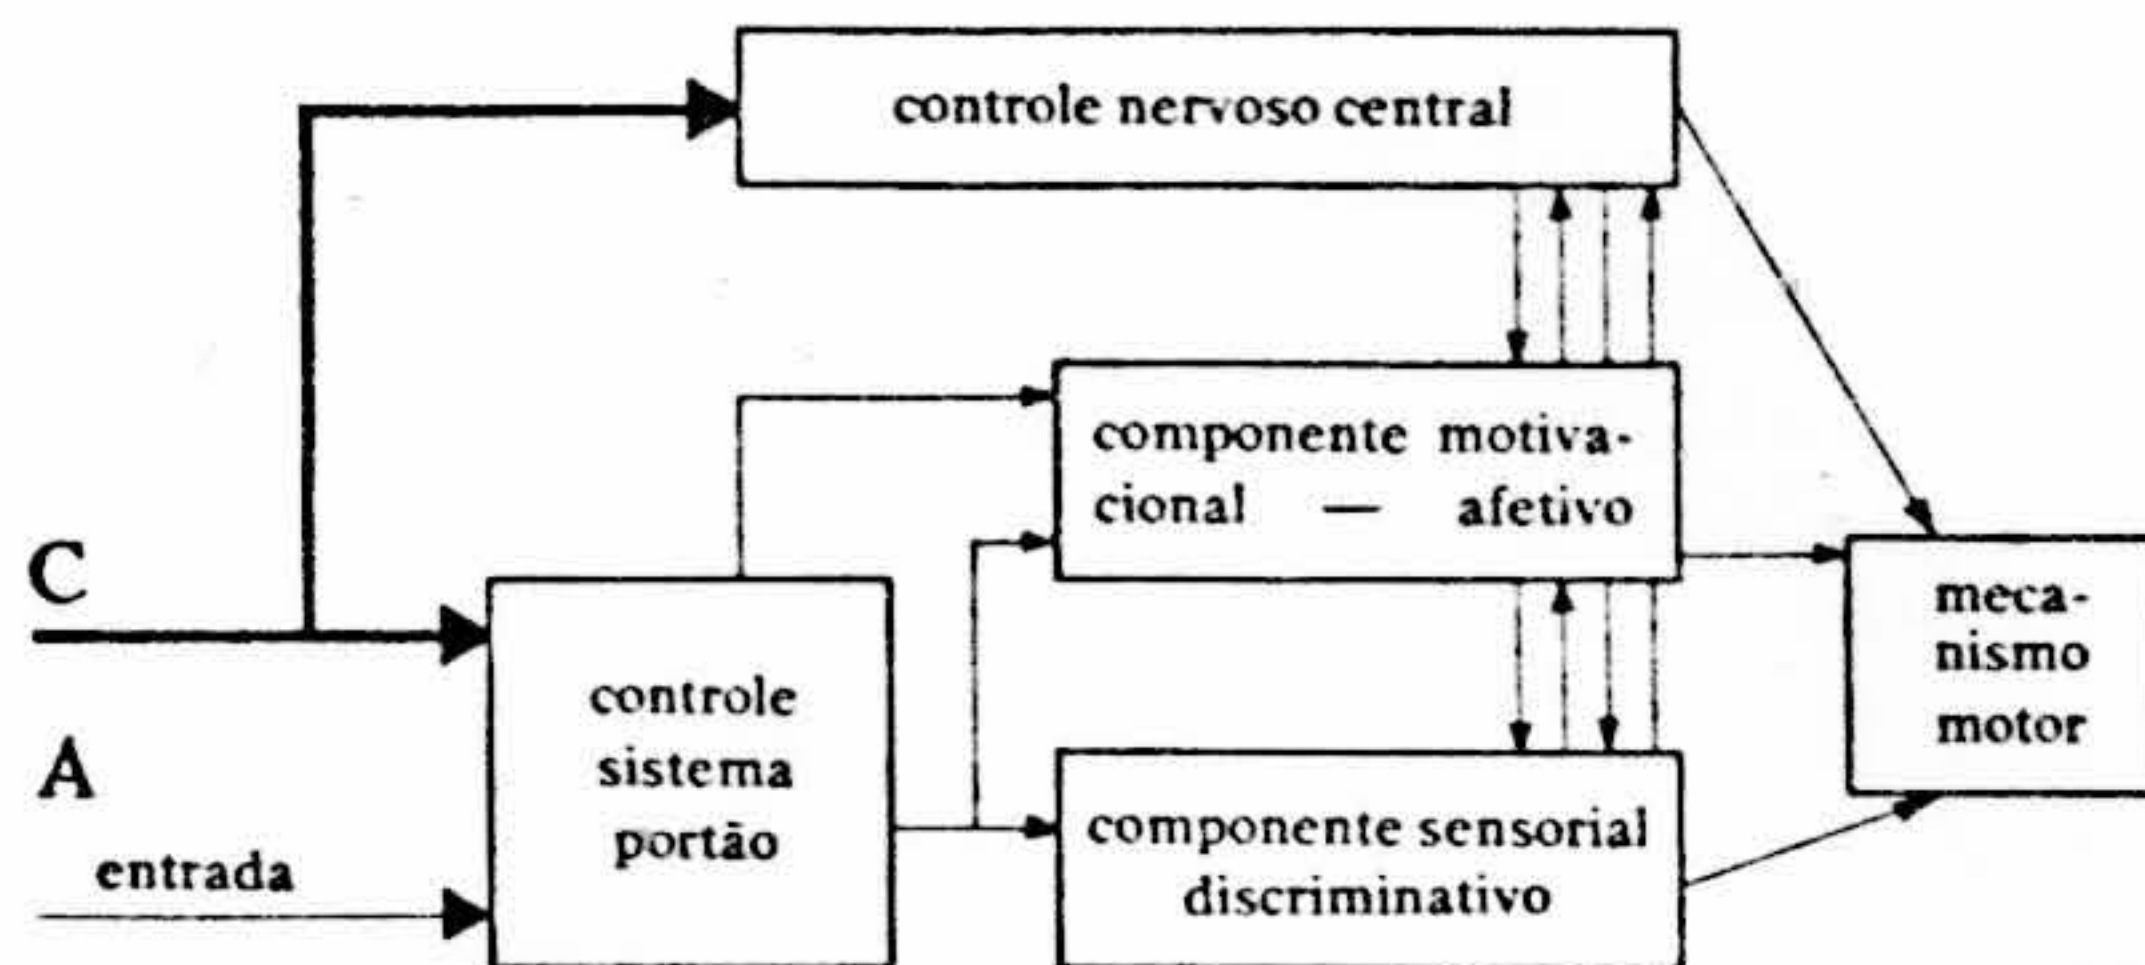 controle nervoso central
componente motiva-
cional — afetivo
C
controle
sistema
portão
A
entrada
componente sensorial
discriminativo
meca-
nismo
motor